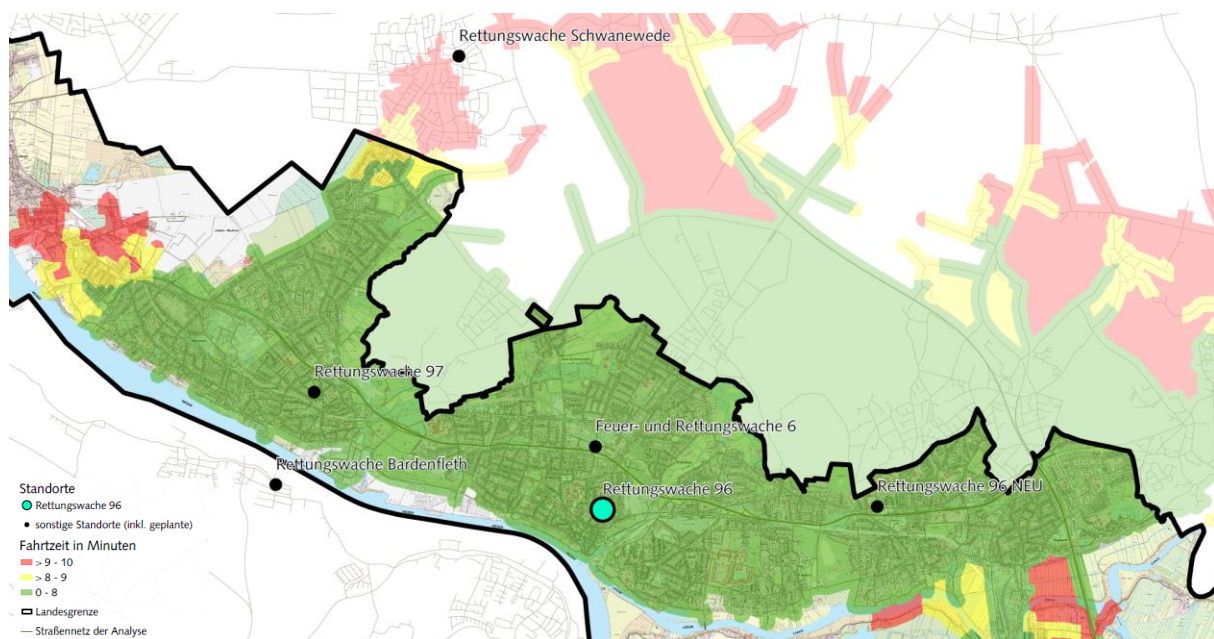 Rettungswache Schwanewede
Rettungswache 97
Feuer- und Rettungswache 6
Rettungswache Bardenfleth
Rettungswache 96
Rettungswache 96 NEU
Standorte
Rettungswache 96
sonstige Standorte (inkl. geplante)
Fahrtzeit in Minuten
> 9 - 10
> 8 - 9
0 - 8
Landesgrenze
Straßennetz der Analyse